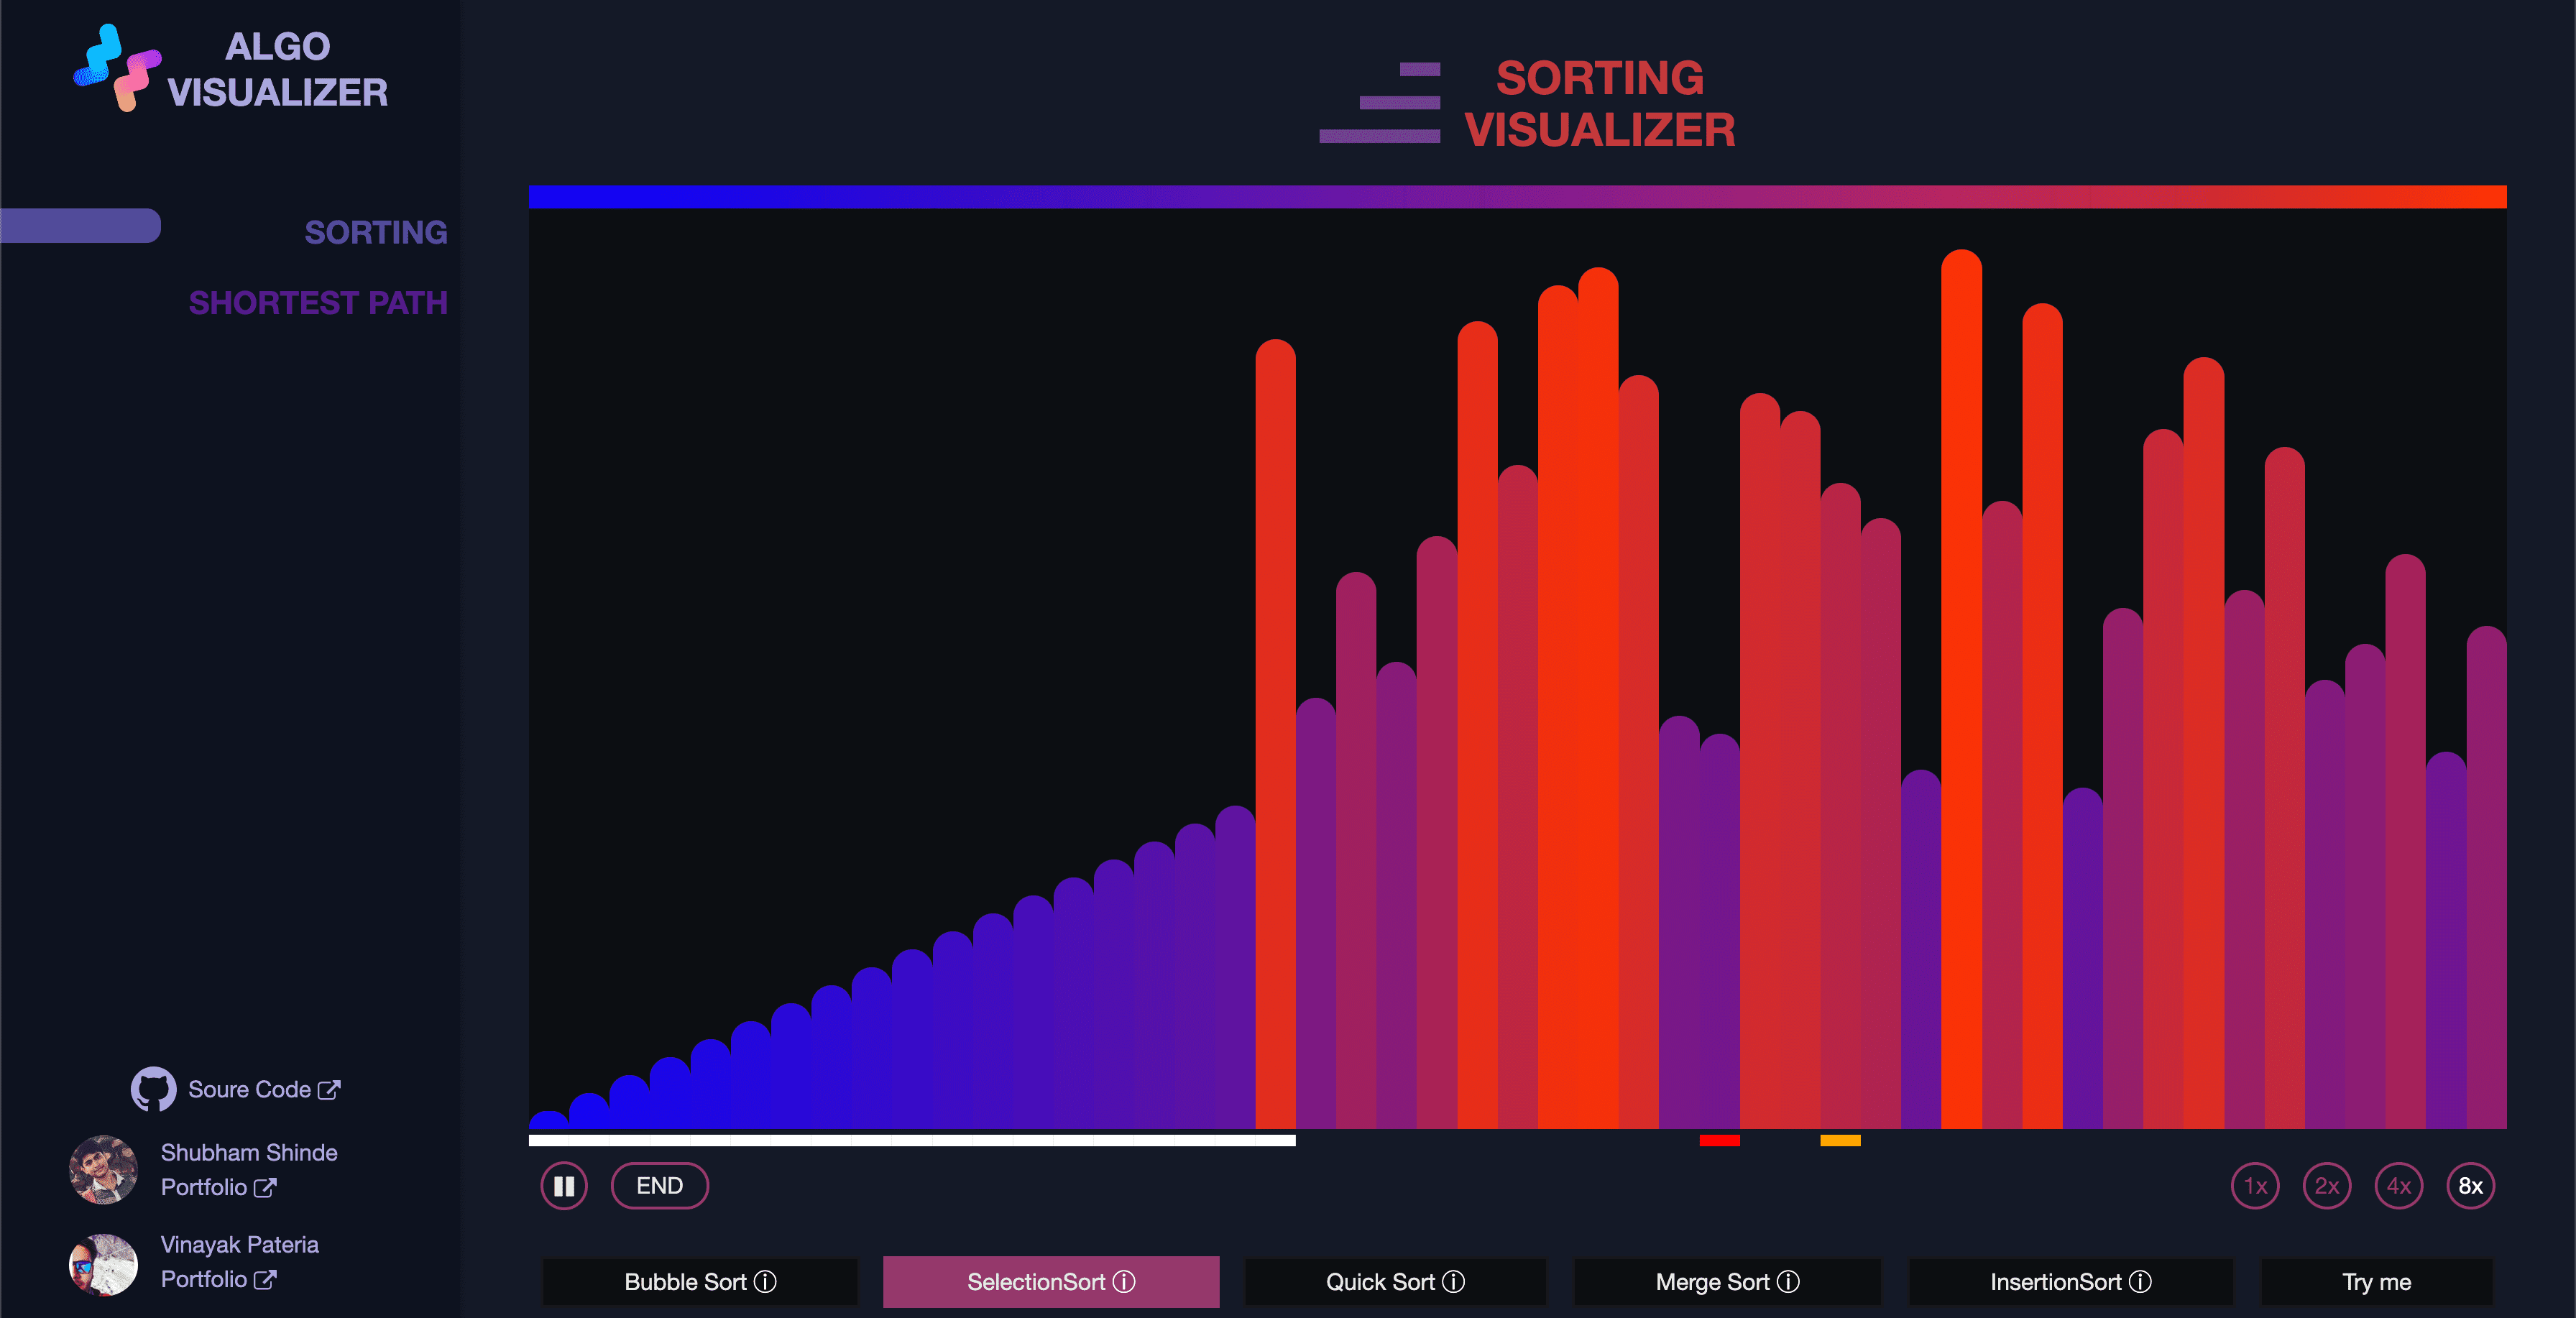 ALGO
VISUALIZER
SORTING
SHORTEST PATH
Soure Code
Shubham Shinde
Portfolio
Vinayak Pateria
Portfolio
SORTING
VISUALIZER
END
1x
2x
4x
8x
Bubble Sort
SelectionSort
Quick Sort
Merge Sort
InsertionSort
Try me